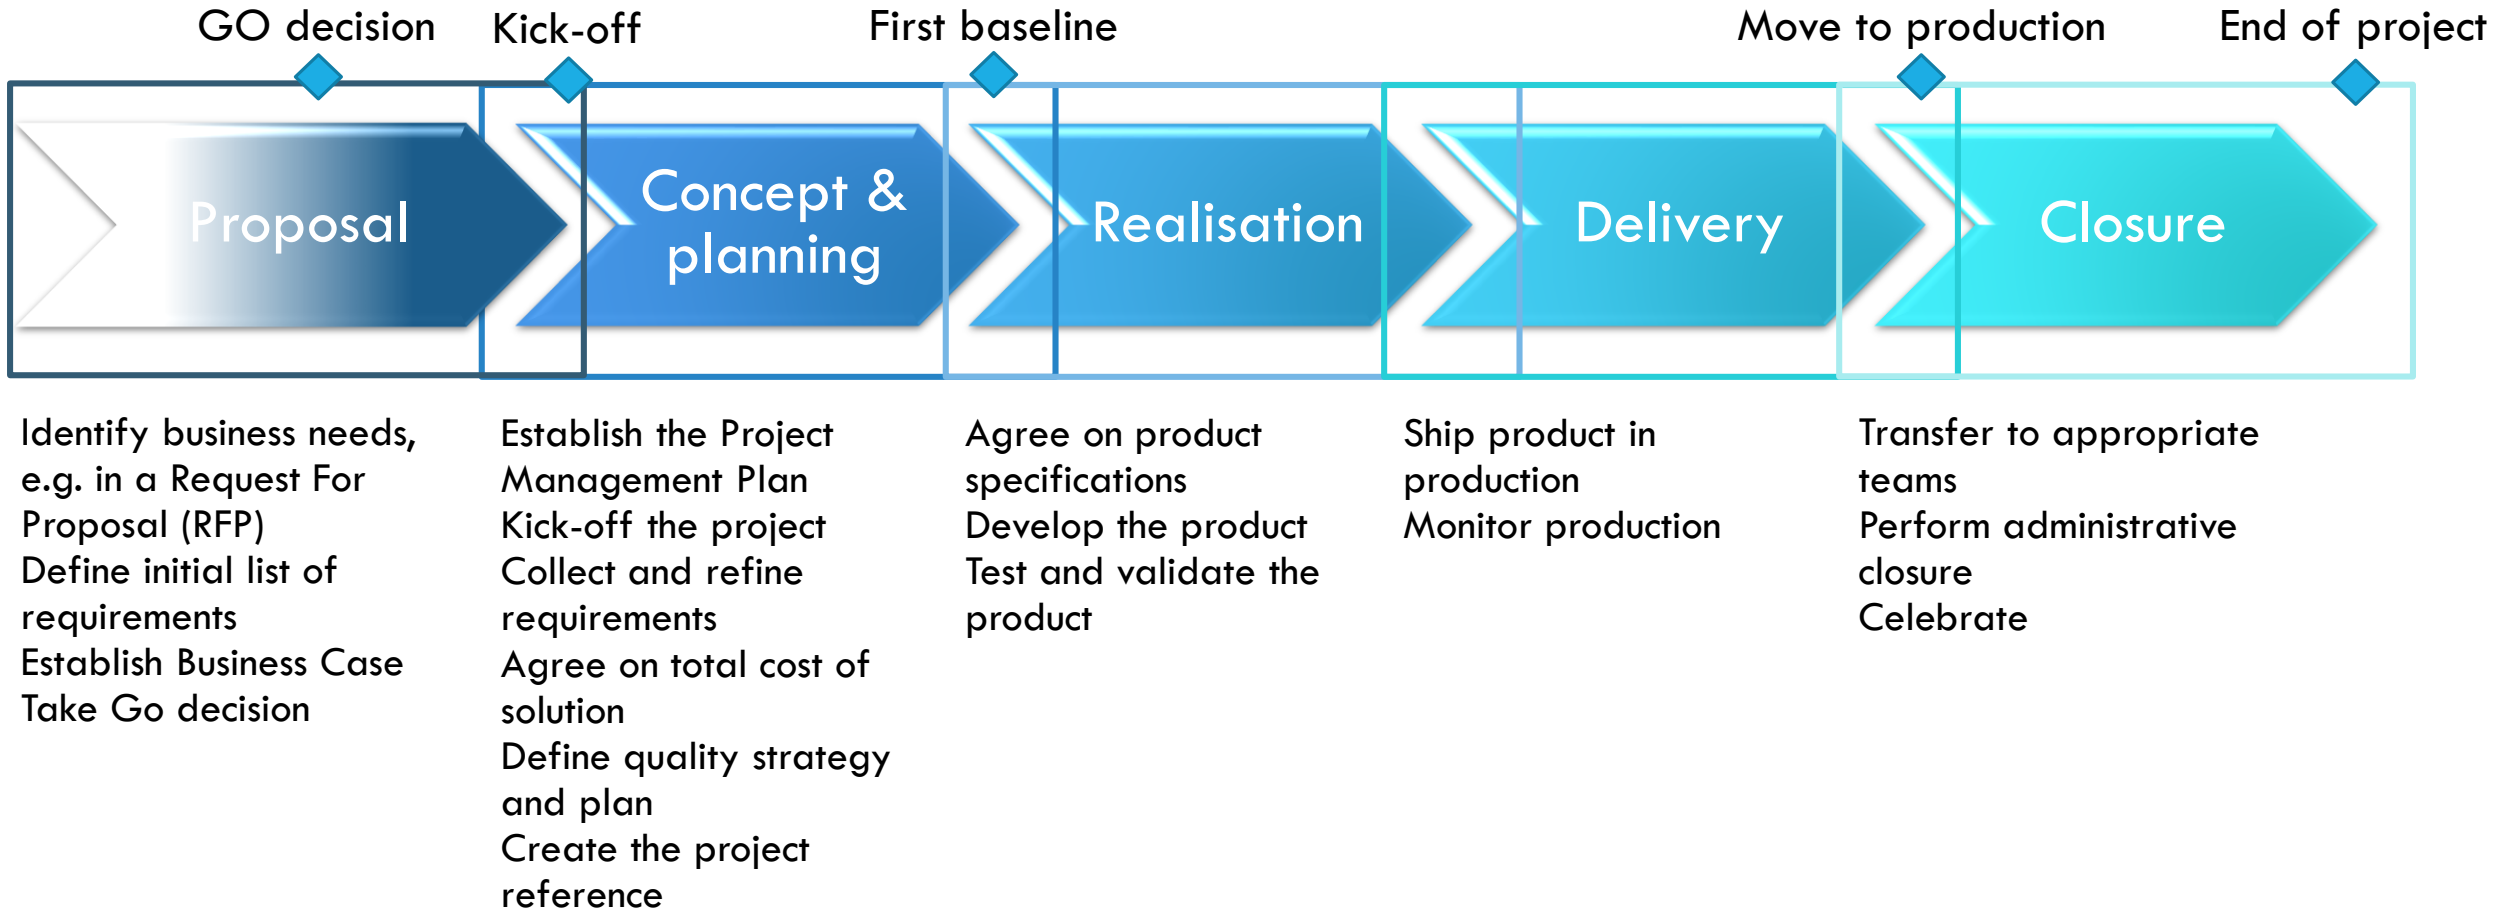 GO decision
Kick-off
First baseline
Move to production
End of project
Proposal
Concept &
planning
Realisation
Delivery
Closure
Identify business needs,
e.g. in a Request For
Proposal (RFP)
Define initial list of
requirements
Establish Business Case
Take Go decision
Establish the Project
Management Plan
Kick-off the project
Collect and refine
requirements
Agree on total cost of
solution
Define quality strategy
and plan
Create the project
reference
Agree on product
specifications
Develop the product
Test and validate the
product
Ship product in
production
Monitor production
Transfer to appropriate
teams
Perform administrative
closure
Celebrate